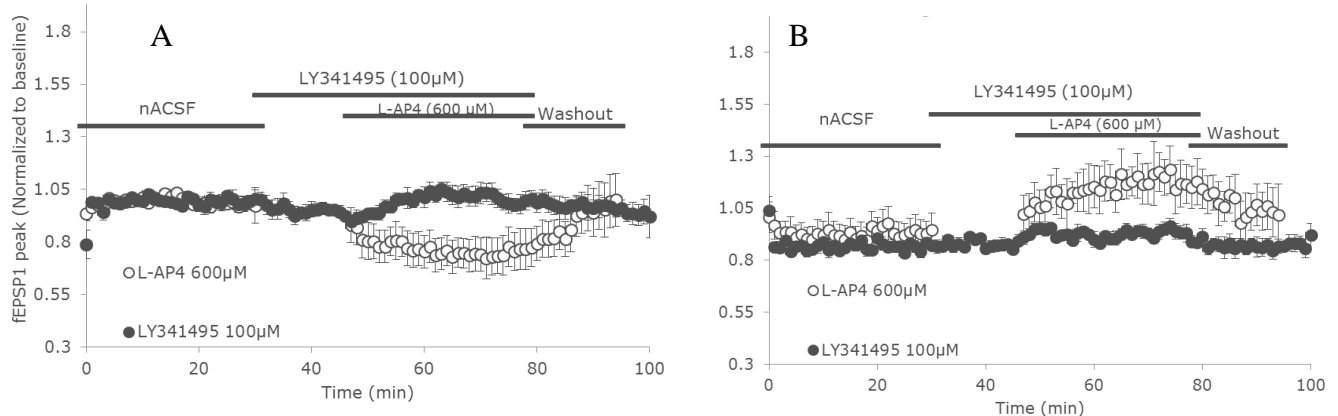 A
fEPSP1 peak (Normalized to baseline)
1.8
1.55
1.3
1.05
0.8
0.55
0.3
LY341495 (100µM)
L-AP4 (600 µM)
nACSF
Washout
L-AP4 600µM
LY341495 100µM
0 20 40 60 80 100
Time (min)
B
1.8
1.55
1.3
1.05
0.8
0.55
0.3
LY341495 (100µM)
L-AP4 (600 µM)
nACSF
Washout
L-AP4 600µM
LY341495 100µM
0 20 40 60 80 100
Time (min)